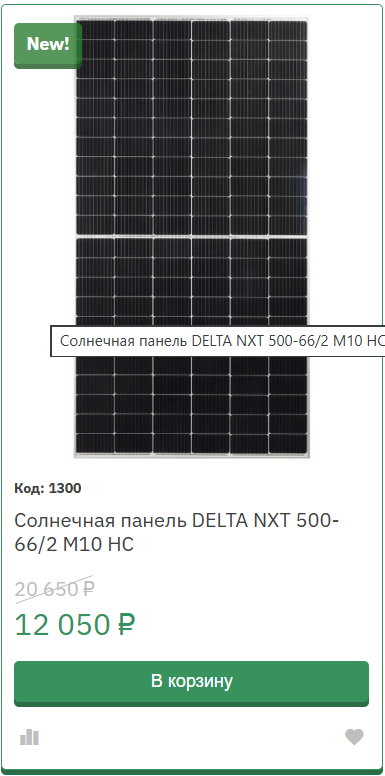 New!
Солнечная панель DELTA NXT 500-66/2 M10 HC
Код: 1300
Солнечная панель DELTA NXT 500-
66/2 M10 HC
20 650 ₽
12 050 ₽
В корзину